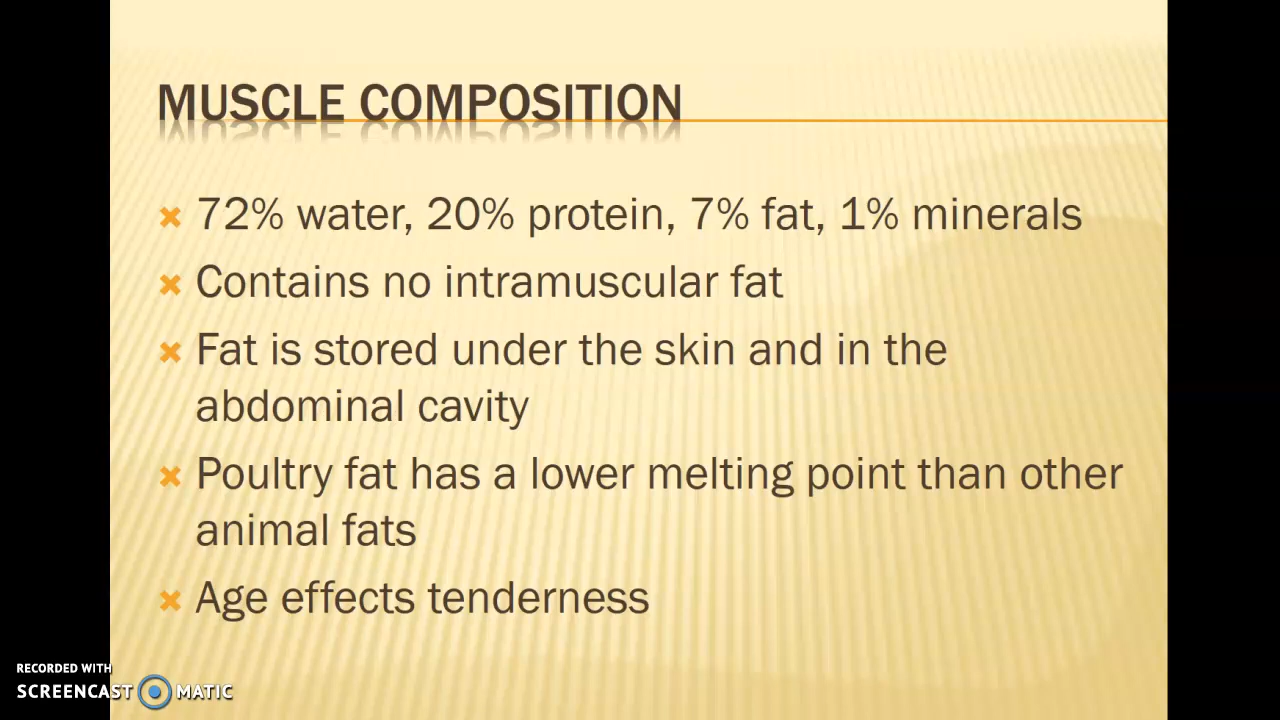 MUSCLE COMPOSITION
72% water, 20% protein, 7% fat, 1% minerals
Contains no intramuscular fat
Fat is stored under the skin and in the
abdominal cavity
Poultry fat has a lower melting point than other
animal fats
Age effects tenderness
RECORDED WITH
SCREENCAST MATIC